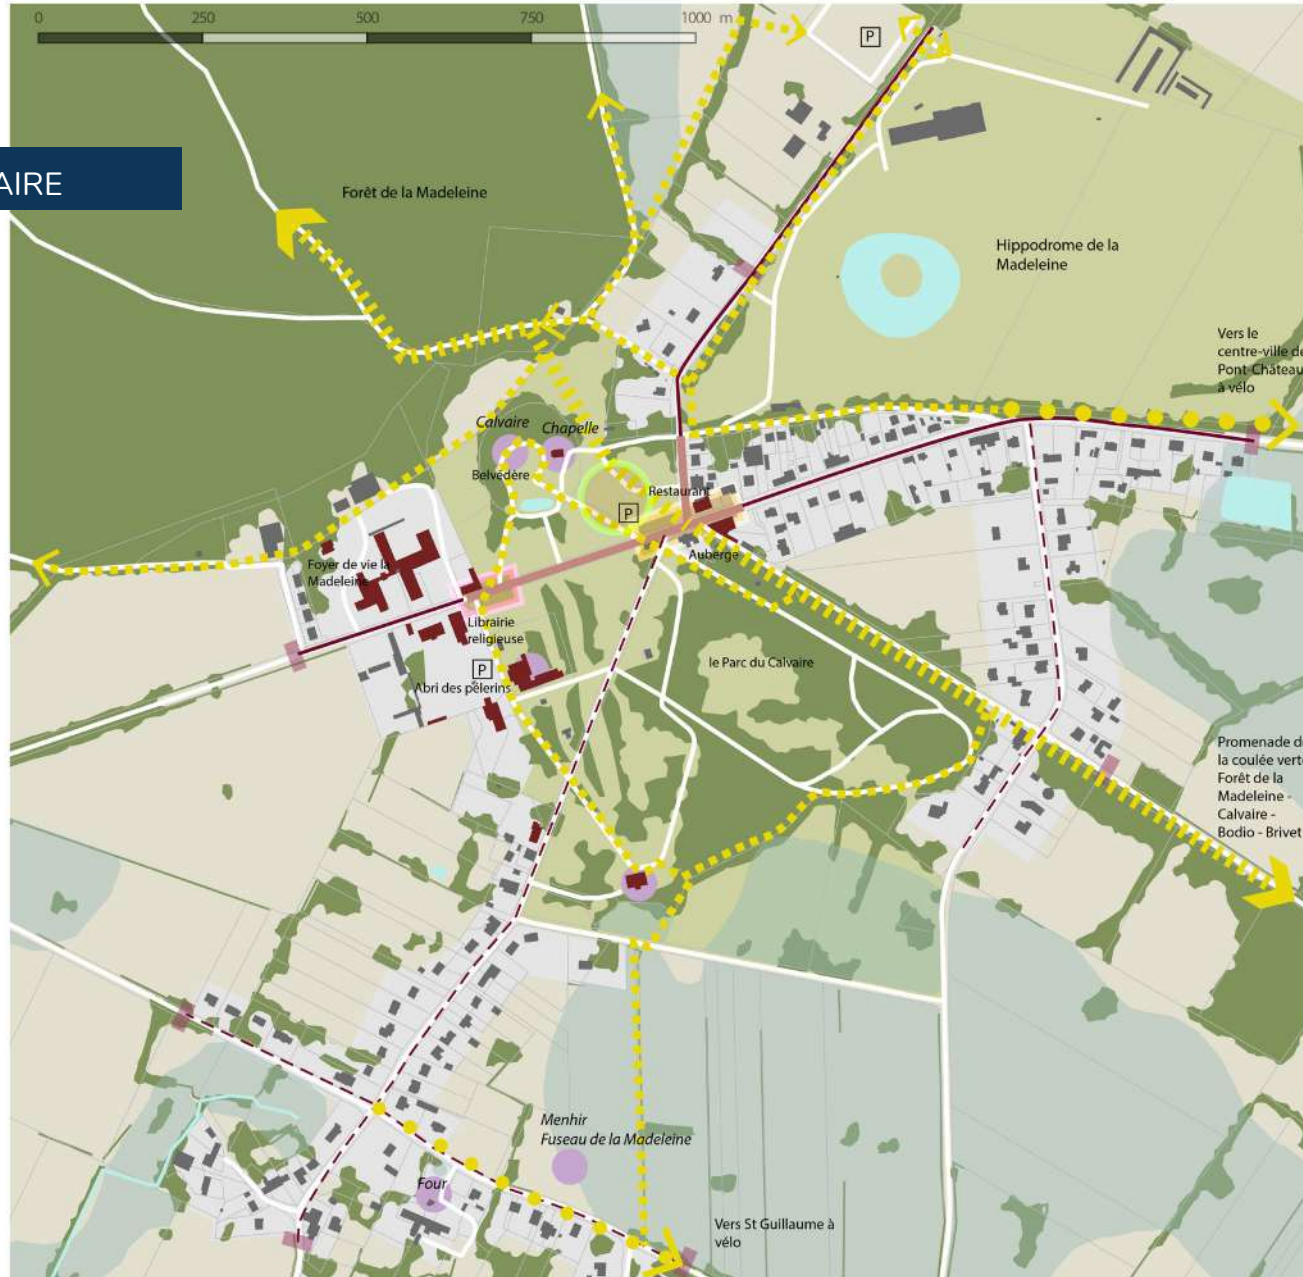 0 250 500 750 1000 m
P
AIRE
Forêt de la Madeleine
Hippodrome de la
Madeleine
Vers le
centre-ville de
Pont-Château
à vélo
Calvaire
Chapelle
Belvédère
Restaurant
P
Auberge
Foyer de vie la
Madeleine
Librairie
religieuse
P
Abri des pélerins
le Parc du Calvaire
Promenade d
la coulée verte
Forêt de la
Madeleine -
Calvaire -
Bodio - Brivet
Menhir
Fuseau de la Madeleine
Four
Vers St Guillaume à
vélo